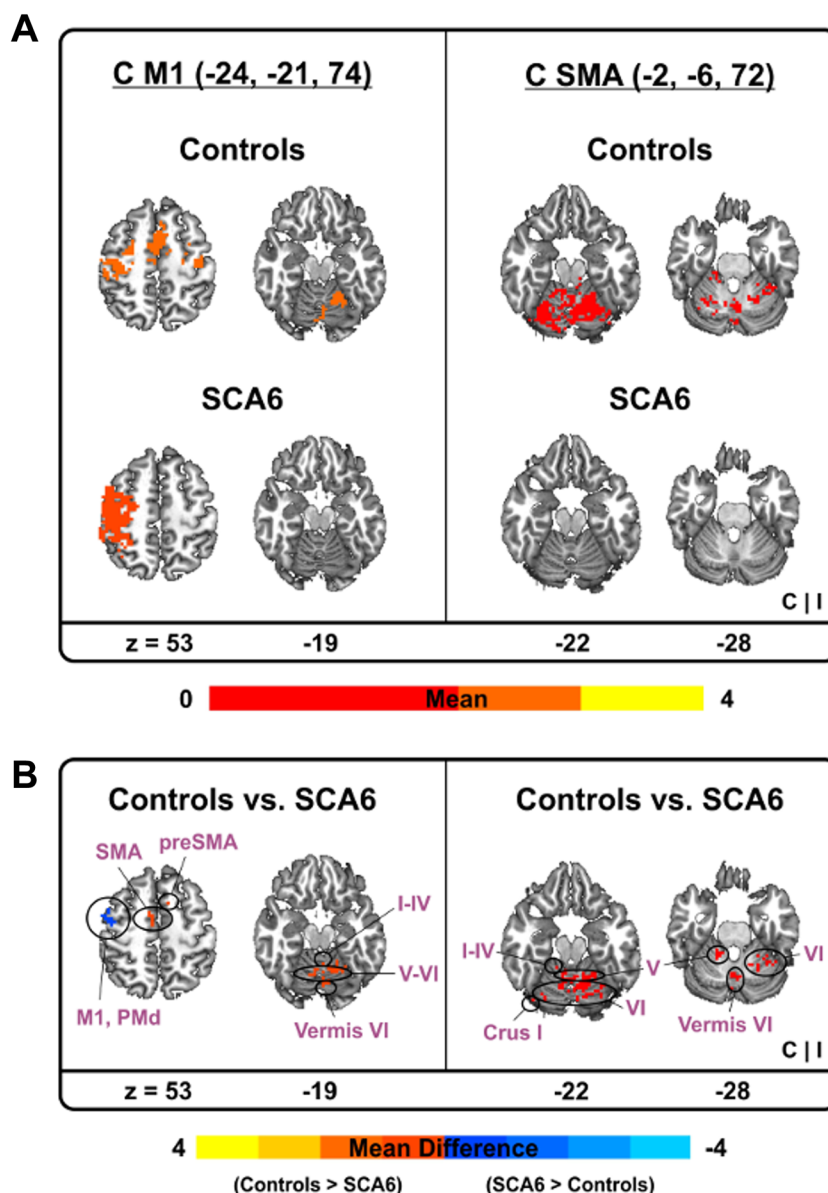 A
C M1 (-24, -21, 74)
C SMA (-2, -6, 72)
Controls
Controls
SCA6
SCA6
C | I
z = 53
-19
-22
-28
0
Mean
4
B
Controls vs. SCA6
Controls vs. SCA6
SMA
preSMA
I-IV
V-VI
M1, PMd
Vermis VI
I-IV
V
VI
VI
Crus I
Vermis VI
C | I
z = 53
-19
-22
-28
4
Mean Difference
-4
(Controls > SCA6)
(SCA6 > Controls)